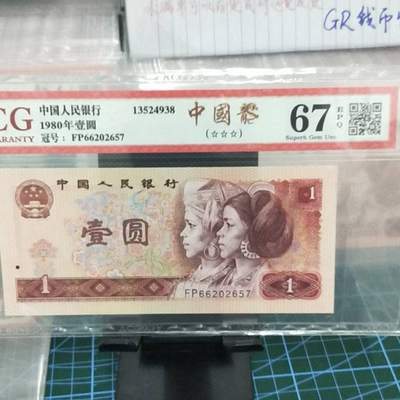 GR钱币
CG
中国人民银行
13524938
中國龍
67
EPQ
RANTY
1980年壹圆
(☆☆☆)
Superb Gem Unc
冠号: FP66202657
中国人民银行
1
壹圆
1
1
FP66202657